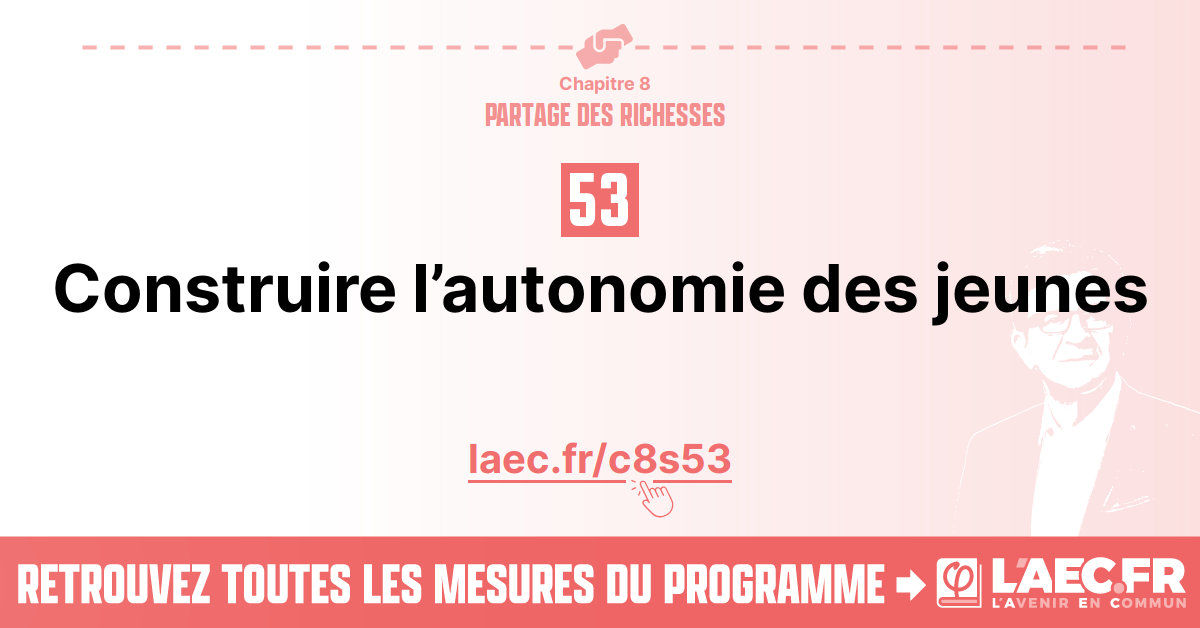 Chapitre 8
PARTAGE DES RICHESSES
53
Construire l’autonomie des jeunes
laec.fr/c8s53
RETROUVEZ TOUTES LES MESURES DU PROGRAMME
L'AEC.FR
L'AVENIR EN COMMUN